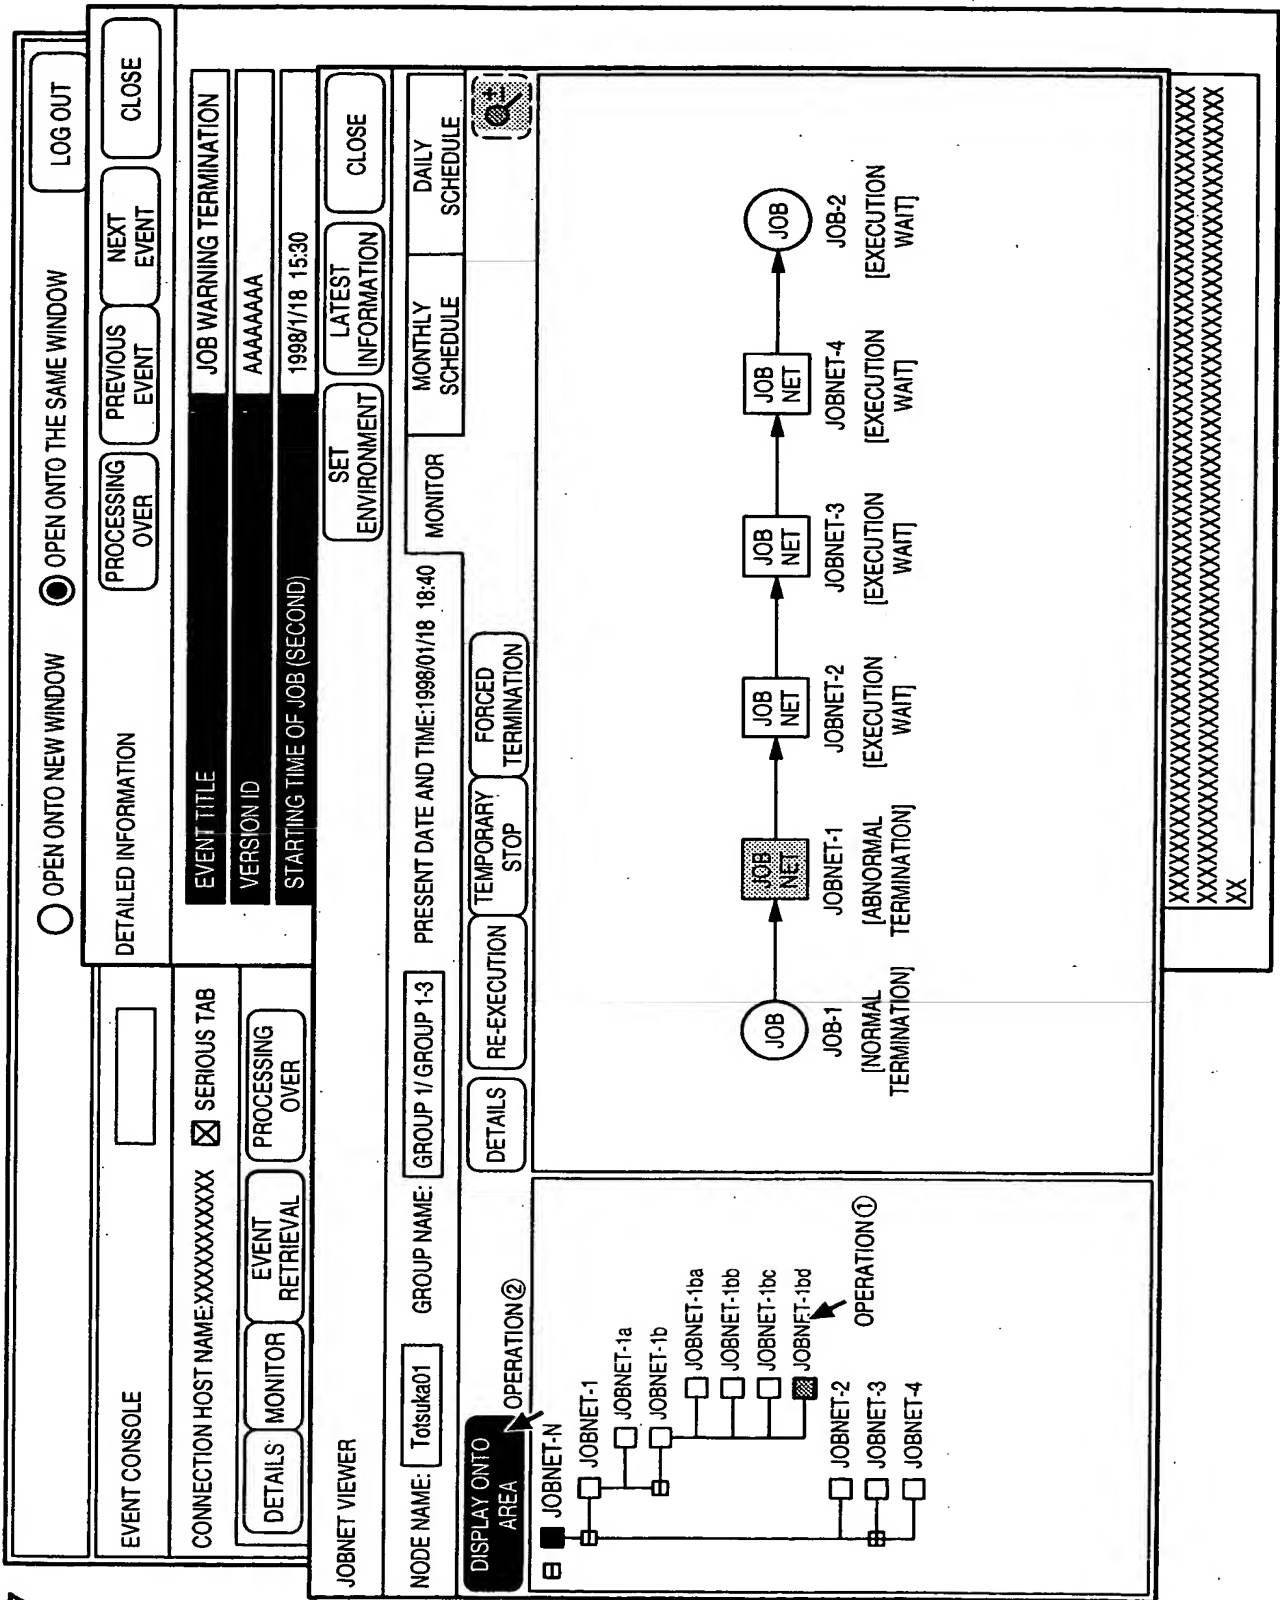 ○ OPEN ONTO NEW WINDOW ◉ OPEN ONTO THE SAME WINDOW
LOG OUT
EVENT CONSOLE
CONNECTION HOST NAME:XXXXXXXXXX ☒ SERIOUS TAB
DETAILS
MONITOR
EVENT
RETRIEVAL
PROCESSING
OVER
DETAILED INFORMATION
PROCESSING
OVER
PREVIOUS
EVENT
NEXT
EVENT
CLOSE
EVENT TITLE JOB WARNING TERMINATION
VERSION ID AAAAAAA
STARTING TIME OF JOB (SECOND) 1998/1/18 15:30
JOBNET VIEWER
SET
ENVIRONMENT
LATEST
INFORMATION
CLOSE
NODE NAME: Totsuka01 GROUP NAME: GROUP 1/ GROUP 1-3 PRESENT DATE AND TIME:1998/01/18 18:40
MONITOR
MONTHLY
SCHEDULE
DAILY
SCHEDULE
DISPLAY ONTO
AREA
OPERATION②
DETAILS
RE-EXECUTION
TEMPORARY
STOP
FORCED
TERMINATION
JOBNET-N
JOBNET-1
JOBNET-1a
JOBNET-1b
JOBNET-1ba
JOBNET-1bb
JOBNET-1bc
JOBNET-1bd
OPERATION①
JOBNET-2
JOBNET-3
JOBNET-4
JOB
JOB-1
[NORMAL
TERMINATION]
JOB
NET
JOBNET-1
[ABNORMAL
TERMINATION]
JOB
NET
JOBNET-2
[EXECUTION
WAIT]
JOB
NET
JOBNET-3
[EXECUTION
WAIT]
JOB
NET
JOBNET-4
[EXECUTION
WAIT]
JOB
JOB-2
[EXECUTION
WAIT]
XX